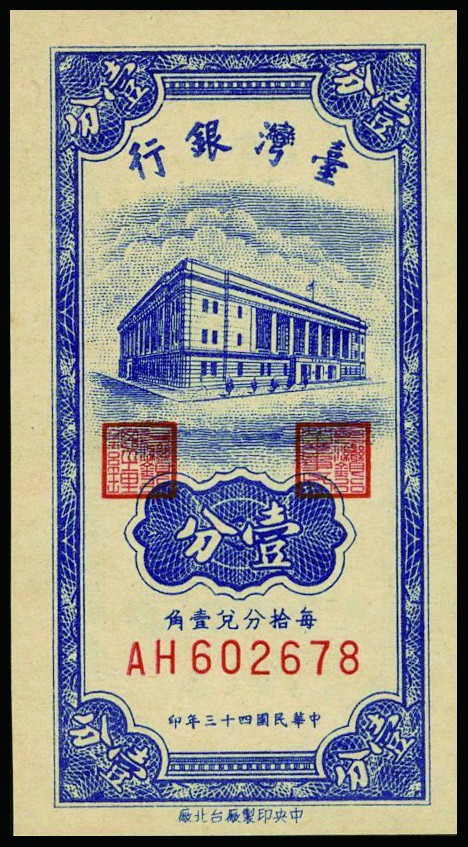 壹分
壹分
臺灣銀行
壹分
每拾分兌壹角
AH602678
中華民國四十三年印
壹分
壹分
中央印製廠台北廠